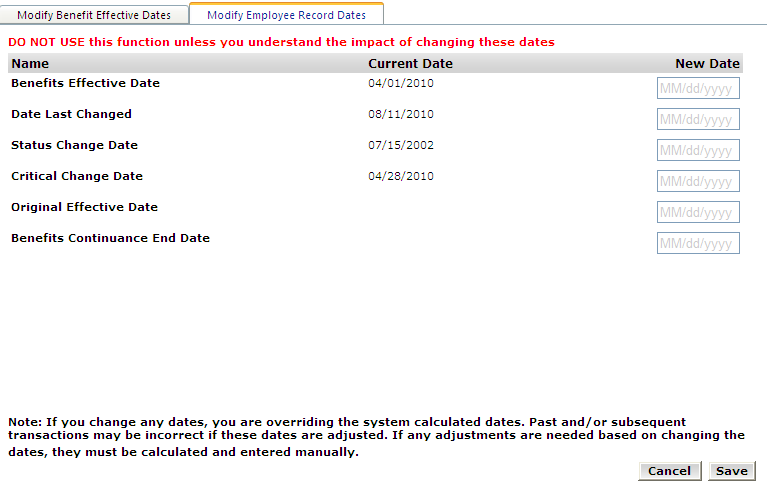 Modify Benefit Effective Dates Modify Employee Record Dates
DO NOT USE this function unless you understand the impact of changing these dates
Name Current Date New Date
Benefits Effective Date 04/01/2010 MM/dd/yyyy
Date Last Changed 08/11/2010 MM/dd/yyyy
Status Change Date 07/15/2002 MM/dd/yyyy
Critical Change Date 04/28/2010 MM/dd/yyyy
Original Effective Date MM/dd/yyyy
Benefits Continuance End Date MM/dd/yyyy
Note: If you change any dates, you are overriding the system calculated dates. Past and/or subsequent
transactions may be incorrect if these dates are adjusted. If any adjustments are needed based on changing the
dates, they must be calculated and entered manually.
Cancel Save